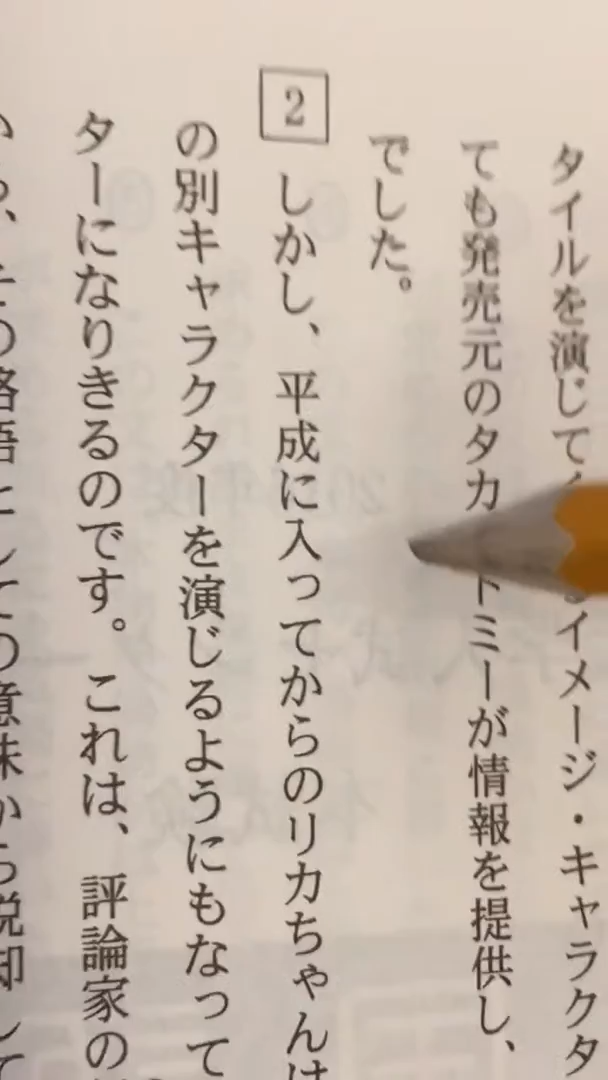 タイルを演じて
イメージ・キャラクタ
ても発売元のタカ
トミーが情報を提供し、
でした。
2
しかし、平成に入ってからのリカちゃんは
の別キャラクターを演じるようにもなって
ターになりきるのです。これは、評論家の